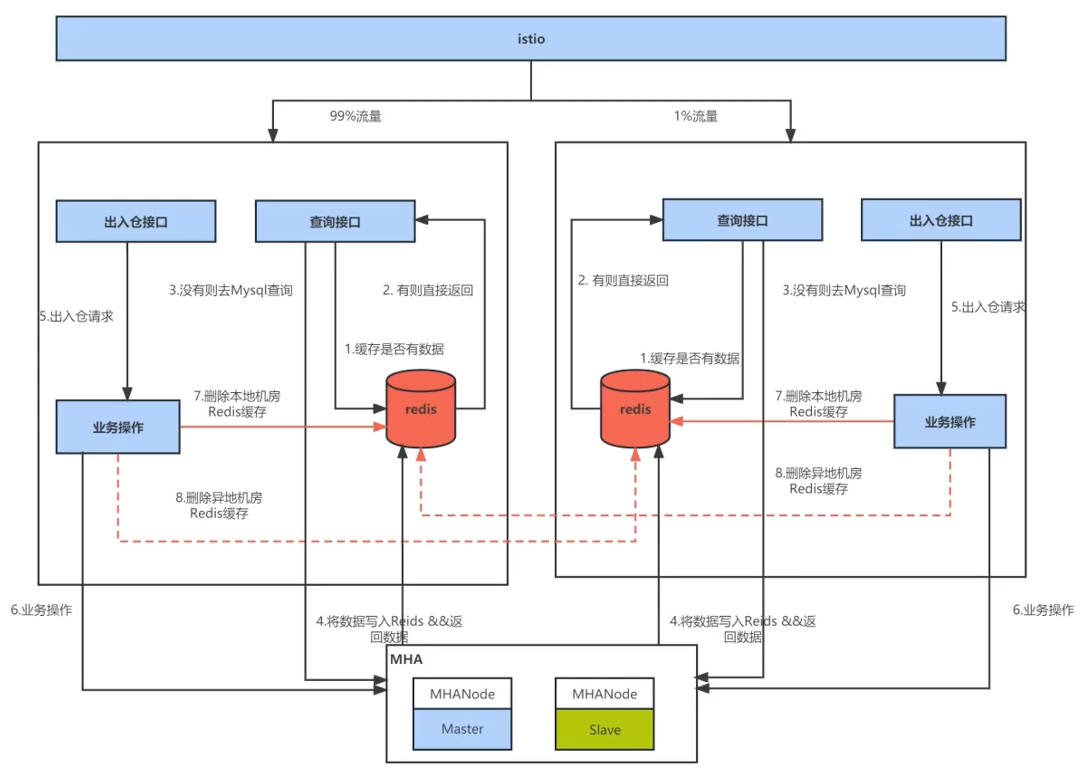 istio
99%流量
1%流量
出入仓接口
查询接口
查询接口
出入仓接口
3.没有则去Mysql查询
2. 有则直接返回
2. 有则直接返回
3.没有则去Mysql查询
5.出入仓请求
5.出入仓请求
1.缓存是否有数据
1.缓存是否有数据
7.删除本地机房
Redis缓存
redis
redis
7.删除本地机房
Redis缓存
业务操作
业务操作
8.删除异地机房
Redis缓存
8.删除异地机房
Redis缓存
6.业务操作
6.业务操作
4.将数据写入Reids &&返
回数据
4.将数据写入Reids &&返
回数据
MHA
MHANode
MHANode
Master
Slave